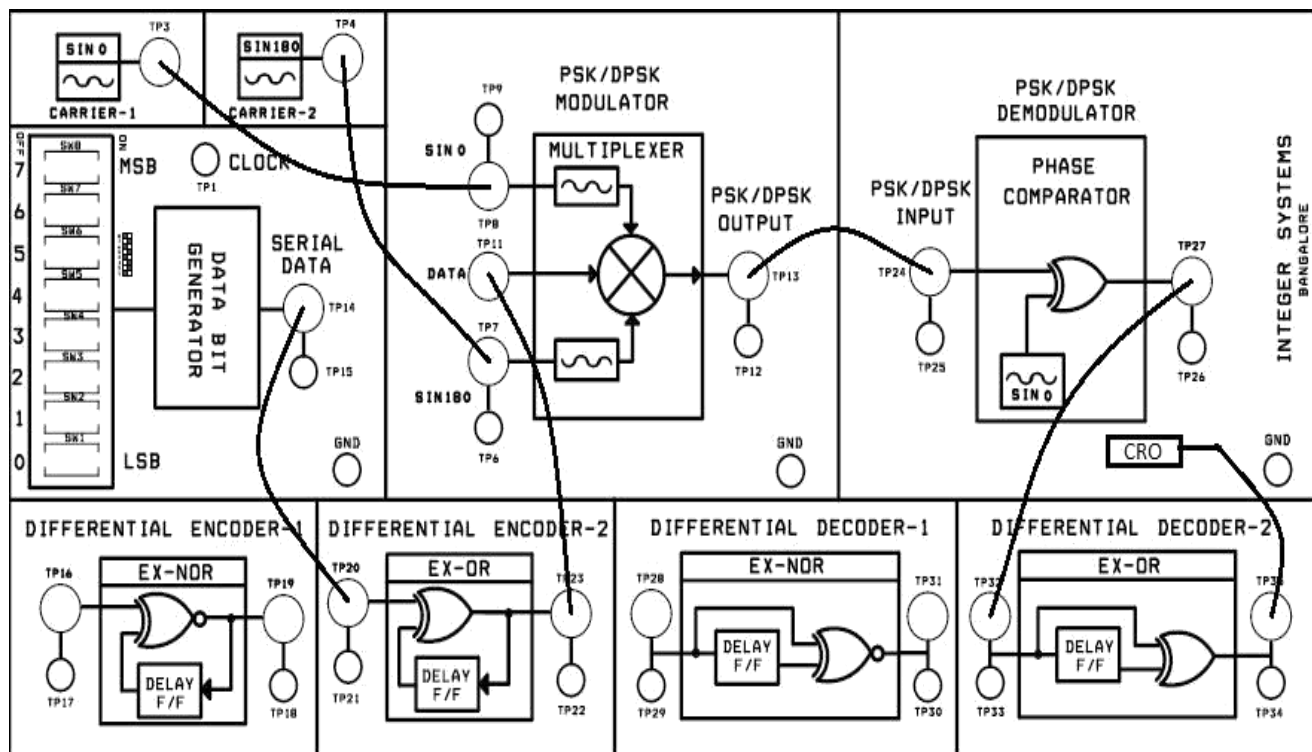 TP3
SIN 0
CARRIER-1
TP4
SIN180
CARRIER-2
OFF
ON
7
6
5
4
3
2
1
0
SW8
SW7
SW6
SW5
SW4
SW3
SW2
SW1
MSB
LSB
TP1
CLOCK
DATA BIT
GENERATOR
SERIAL
DATA
TP14
TP15
GND
PSK/DPSK
MODULATOR
TP9
SIN 0
TP8
MULTIPLEXER
TP11
DATA
TP7
SIN180
TP6
PSK/DPSK
OUTPUT
TP13
TP12
GND
PSK/DPSK
DEMODULATOR
PHASE
COMPARATOR
PSK/DPSK
INPUT
TP24
TP25
SIN 0
TP27
TP26
CRO
GND
INTEGER SYSTEMS
BANGALORE
DIFFERENTIAL ENCODER-1
EX-NOR
TP16
TP17
DELAY
F/F
TP19
TP18
DIFFERENTIAL ENCODER-2
EX-OR
TP20
TP21
DELAY
F/F
TP23
TP22
DIFFERENTIAL DECODER-1
EX-NOR
TP28
TP29
DELAY
F/F
TP31
TP30
DIFFERENTIAL DECODER-2
EX-OR
TP32
TP33
DELAY
F/F
TP34